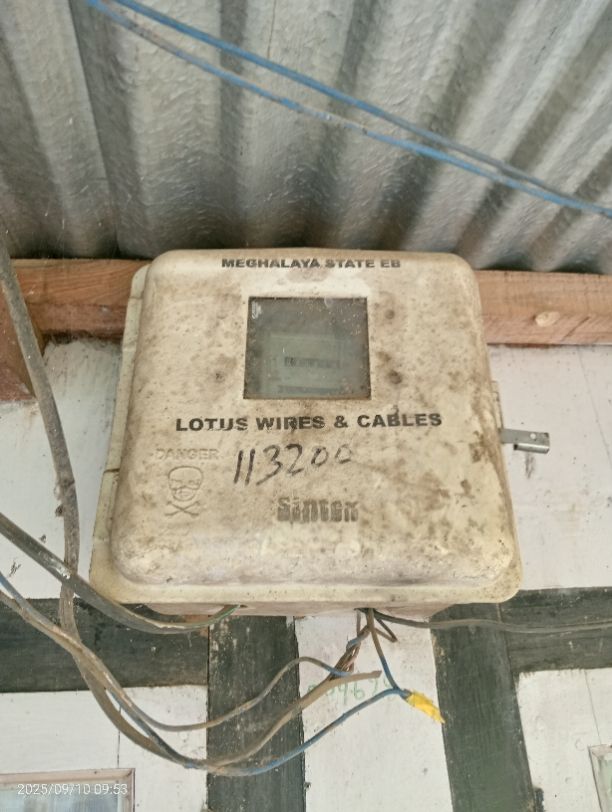 MEGHALAYA STATE EB
LOTUS WIRES & CABLES
DANGER
113200
Sintex
2025/09/10 09:53